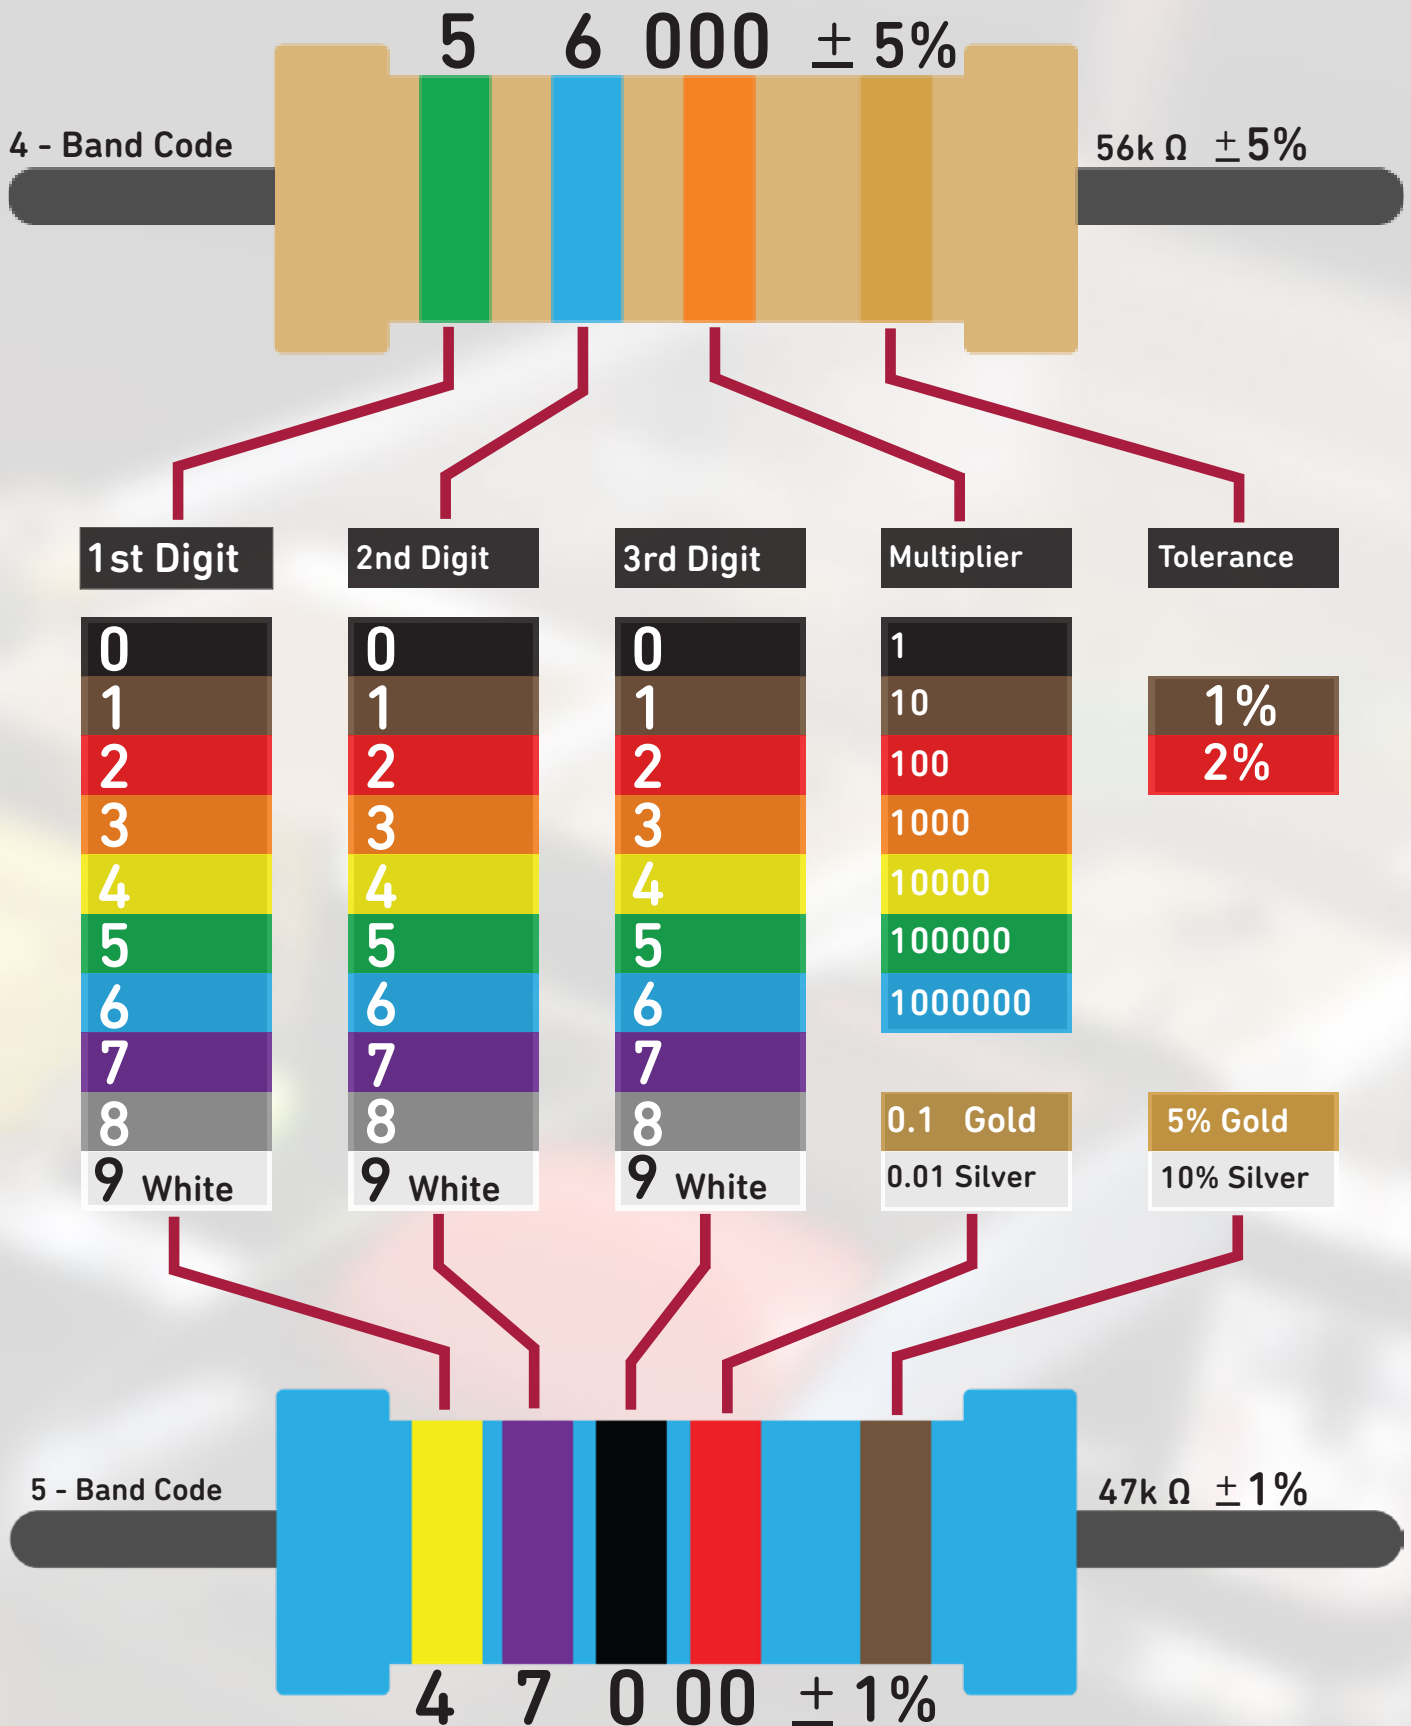 5 6 000 ± 5%
4 - Band Code
56k Ω ± 5%
1st Digit 2nd Digit 3rd Digit Multiplier Tolerance
0 0 0 1
1 1 1 10 1%
2 2 2 100 2%
3 3 3 1000
4 4 4 10000
5 5 5 100000
6 6 6 1000000
7 7 7
8 8 8 0.1 Gold 5% Gold
9 White 9 White 9 White 0.01 Silver 10% Silver
5 - Band Code
47k Ω ± 1%
4 7 0 00 ± 1%